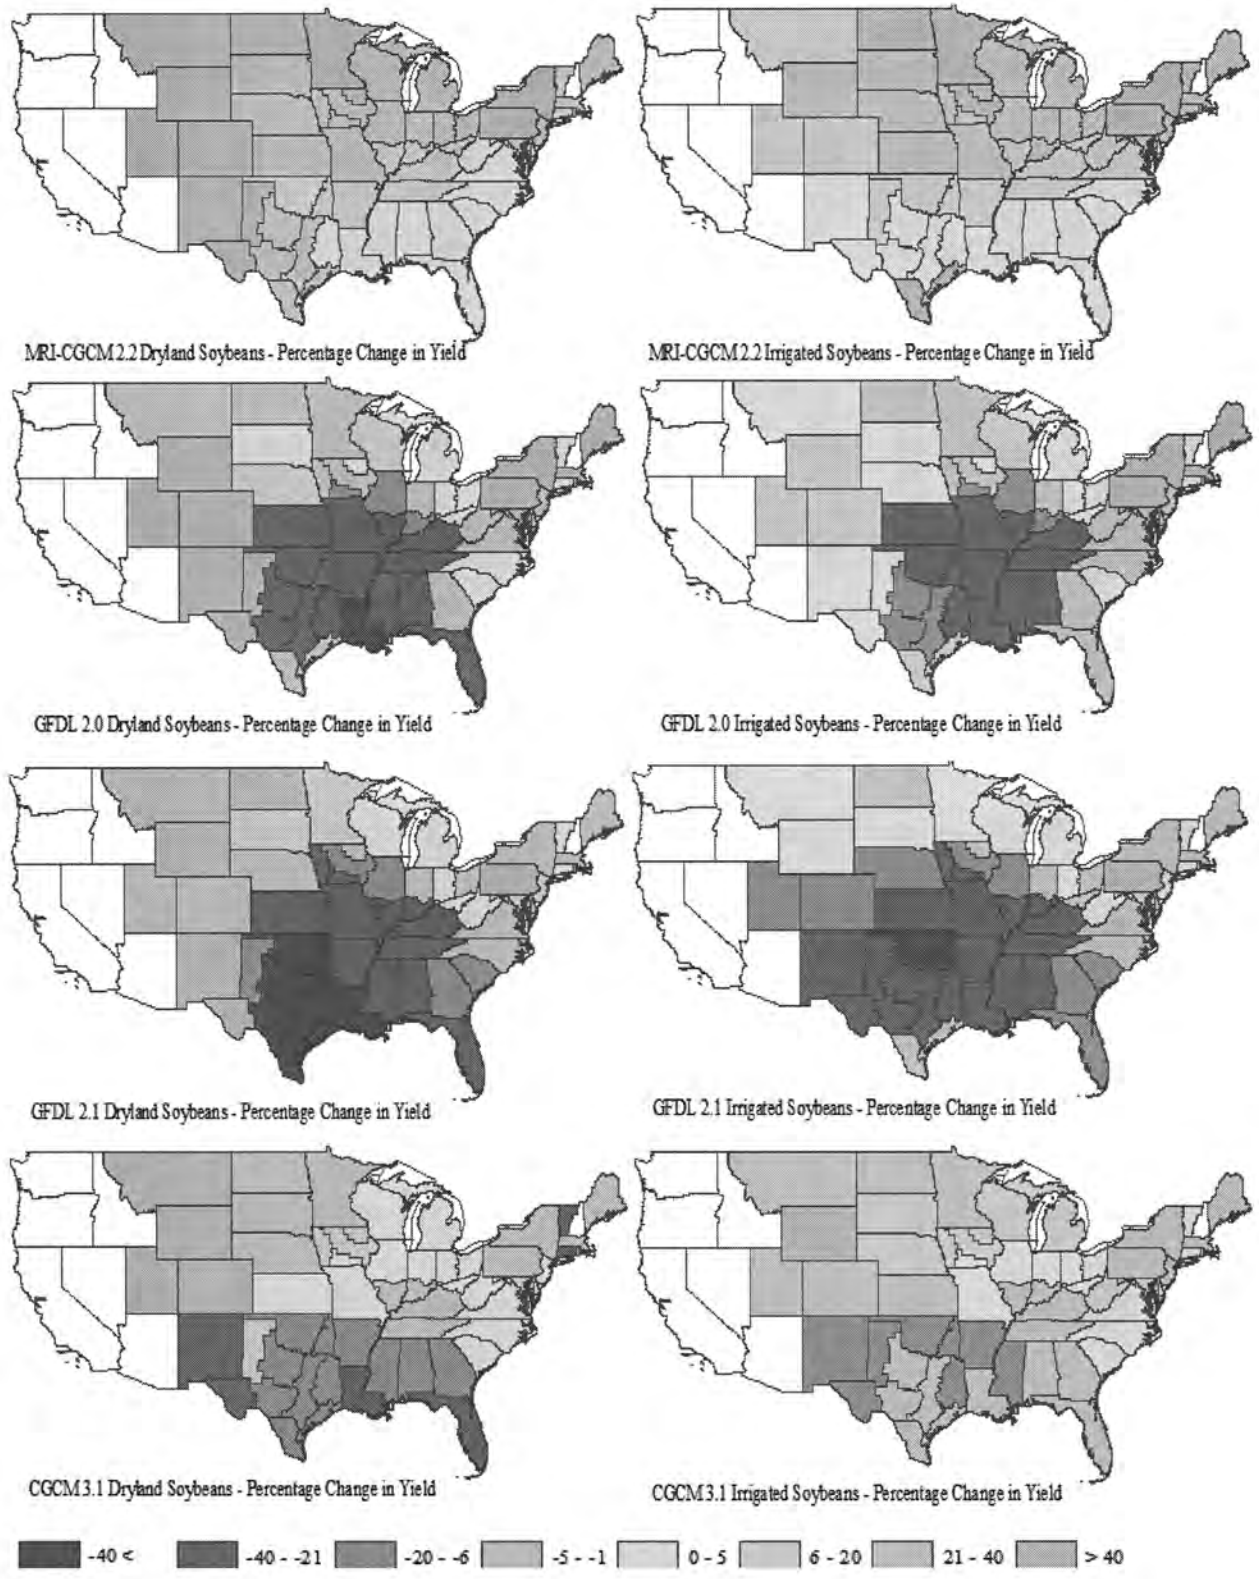 MRI-CGCM 2.2 Dryland Soybeans - Percentage Change in Yield
MRI-CGCM 2.2 Irrigated Soybeans - Percentage Change in Yield
GFDL 2.0 Dryland Soybeans - Percentage Change in Yield
GFDL 2.0 Irrigated Soybeans - Percentage Change in Yield
GFDL 2.1 Dryland Soybeans - Percentage Change in Yield
GFDL 2.1 Irrigated Soybeans - Percentage Change in Yield
CGCM 3.1 Dryland Soybeans - Percentage Change in Yield
CGCM 3.1 Irrigated Soybeans - Percentage Change in Yield
-40 < -40 - -21 -20 - -6 -5 - -1 0 - 5 6 - 20 21 - 40 > 40